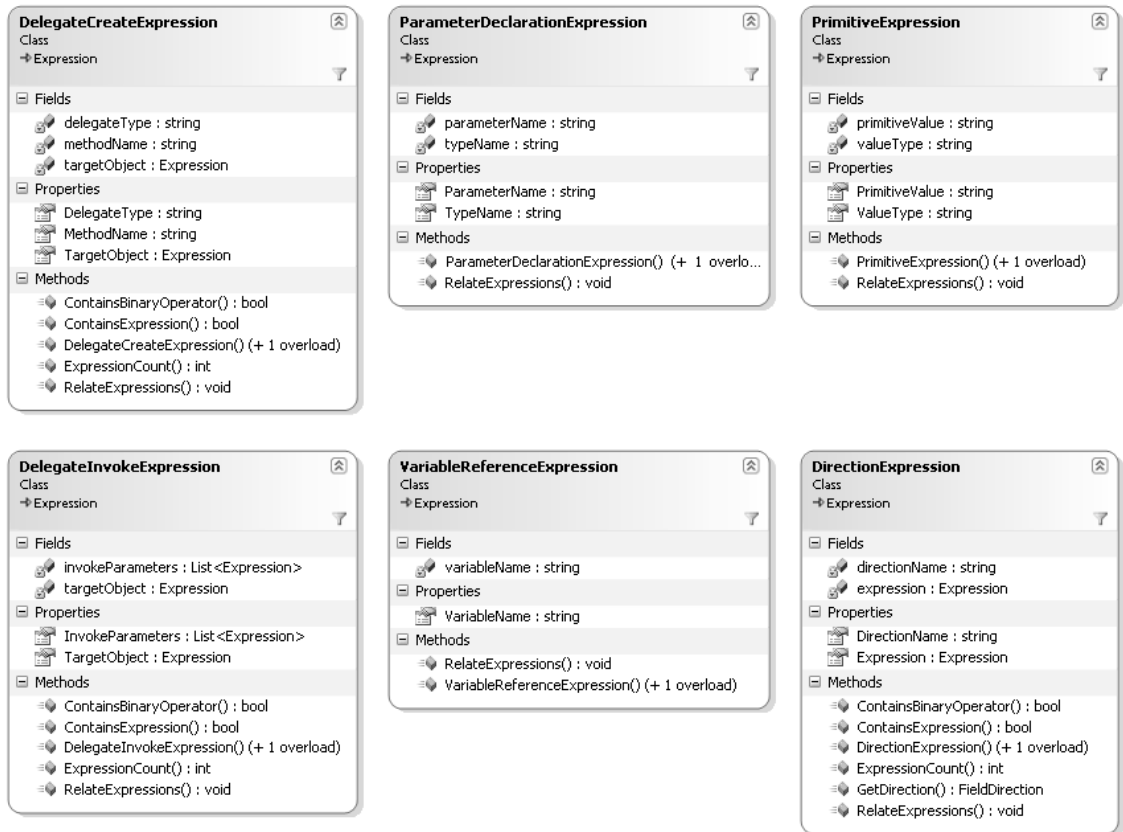 DelegateCreateExpression
Class
Expression
Fields
delegateType : string
methodName : string
targetObject : Expression
Properties
DelegateType : string
MethodName : string
TargetObject : Expression
Methods
ContainsBinaryOperator() : bool
ContainsExpression() : bool
DelegateCreateExpression() (+ 1 overload)
ExpressionCount() : int
RelateExpressions() : void
ParameterDeclarationExpression
Class
Expression
Fields
parameterName : string
typeName : string
Properties
ParameterName : string
TypeName : string
Methods
ParameterDeclarationExpression() (+ 1 overlo...
RelateExpressions() : void
PrimitiveExpression
Class
Expression
Fields
primitiveValue : string
valueType : string
Properties
PrimitiveValue : string
ValueType : string
Methods
PrimitiveExpression() (+ 1 overload)
RelateExpressions() : void
DelegateInvokeExpression
Class
Expression
Fields
invokeParameters : List<Expression>
targetObject : Expression
Properties
InvokeParameters : List<Expression>
TargetObject : Expression
Methods
ContainsBinaryOperator() : bool
ContainsExpression() : bool
DelegateInvokeExpression() (+ 1 overload)
ExpressionCount() : int
RelateExpressions() : void
VariableReferenceExpression
Class
Expression
Fields
variableName : string
Properties
VariableName : string
Methods
RelateExpressions() : void
VariableReferenceExpression() (+ 1 overload)
DirectionExpression
Class
Expression
Fields
directionName : string
expression : Expression
Properties
DirectionName : string
Expression : Expression
Methods
ContainsBinaryOperator() : bool
ContainsExpression() : bool
DirectionExpression() (+ 1 overload)
ExpressionCount() : int
GetDirection() : FieldDirection
RelateExpressions() : void